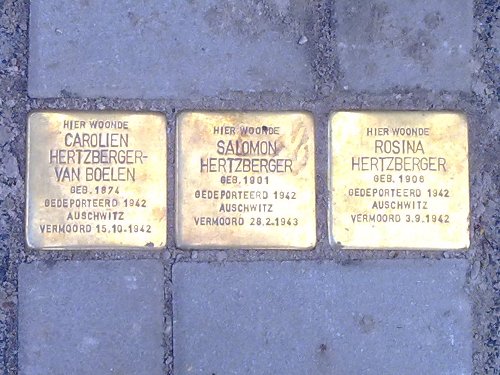 HIER WOONDE
CAROLIEN
HERTZBERGER-
VAN BOELEN
GEB. 1874
GEDEPORTEERD 1942
AUSCHWITZ
VERMOORD 15.10.1942
HIER WOONDE
SALOMON
HERTZBERGER
GEB. 1901
GEDEPORTEERD 1942
AUSCHWITZ
VERMOORD 28.2.1943
HIER WOONDE
ROSINA
HERTZBERGER
GEB. 1906
GEDEPORTEERD 1942
AUSCHWITZ
VERMOORD 3.9.1942